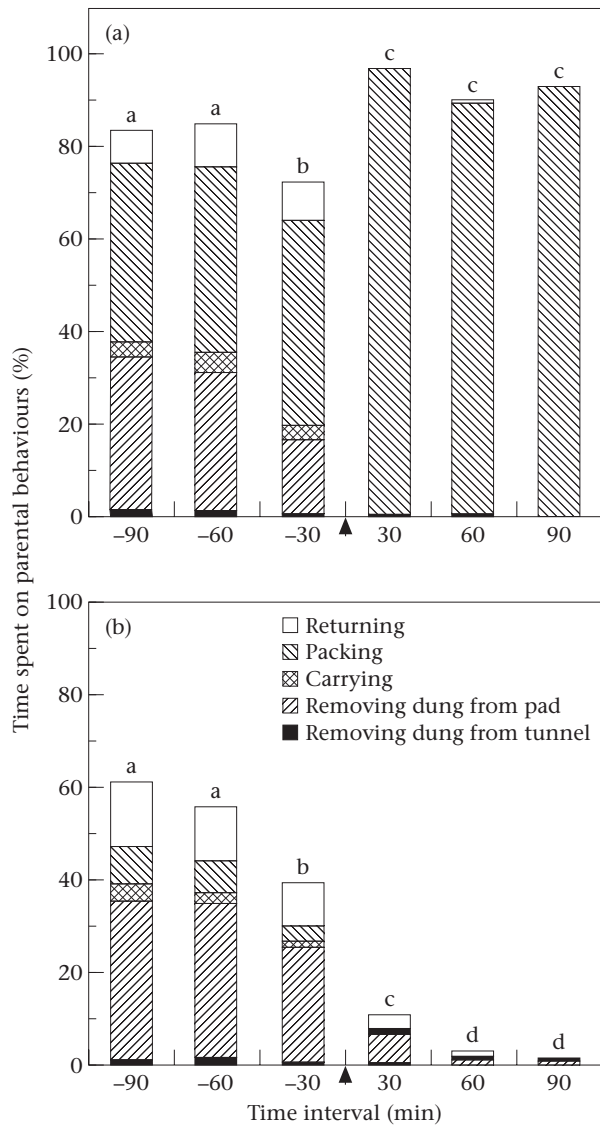 Time spent on parental behaviours (%)
(a)
100
80
60
40
20
0
a
a
b
c
c
c
–90
–60
–30
30
60
90
(b)
100
80
60
40
20
0
Returning
Packing
Carrying
Removing dung from pad
Removing dung from tunnel
a
a
b
c
d
d
–90
–60
–30
30
60
90
Time interval (min)